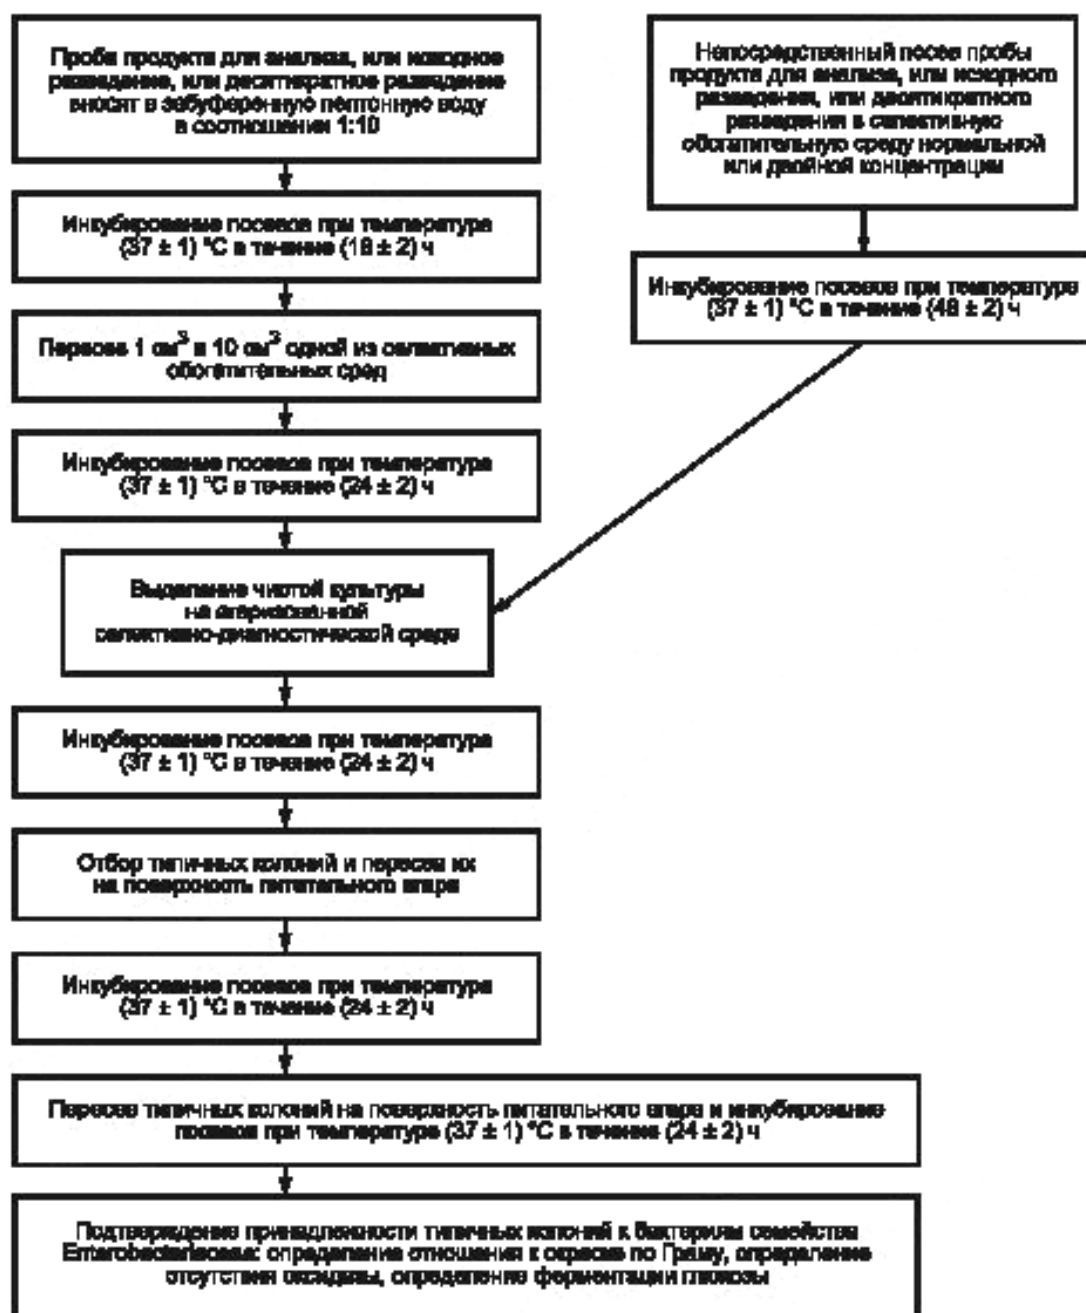 Проба продукта для анализа, или исходное
разведение, или десятикратное разведение
вносят в забуференную пептонную воду
в соотношении 1:10
Инкубирование посевов при температуре
(37 ± 1) °С в течение (18 ± 2) ч
Пересев 1 см³ в 10 см³ одной из селективных
обогатительных сред
Инкубирование посевов при температуре
(37 ± 1) °С в течение (24 ± 2) ч
Непосредственный посев пробы
продукта для анализа, или исходного
разведения, или десятикратного
разведения в селективную
обогатительную среду нормальной
или двойной концентрации
Инкубирование посевов при температуре
(37 ± 1) °С в течение (48 ± 2) ч
Выделение чистой культуры
на агаризованной
селективно-диагностической среде
Инкубирование посевов при температуре
(37 ± 1) °С в течение (24 ± 2) ч
Отбор типичных колоний и пересев их
на поверхность питательного агара
Инкубирование посевов при температуре
(37 ± 1) °С в течение (24 ± 2) ч
Пересев типичных колоний на поверхность питательного агара и инкубирование
посевов при температуре (37 ± 1) °С в течение (24 ± 2) ч
Подтверждение принадлежности типичных колоний к бактериям семейства
Enterobacteriaceae: определение отношения к окраске по Граму, определение
отсутствия оксидазы, определение ферментации глюкозы